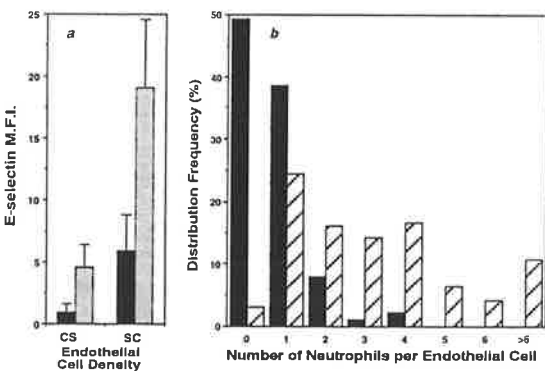 a
25
20
15
10
5
0
E-selectin M.F.I.
CS SC
Endothelial
Cell Density
b
50
40
30
20
10
0
Distribution Frequency (%)
0 1 2 3 4 5 6 >6
Number of Neutrophils per Endothelial Cell